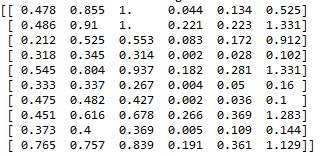 [[ 0.478 0.855 1. 0.044 0.134 0.525]
[ 0.486 0.91 1. 0.221 0.223 1.331]
[ 0.212 0.525 0.553 0.083 0.172 0.912]
[ 0.318 0.345 0.314 0.002 0.028 0.102]
[ 0.545 0.804 0.937 0.182 0.281 1.331]
[ 0.333 0.337 0.267 0.004 0.05 0.16 ]
[ 0.475 0.482 0.427 0.002 0.036 0.1 ]
[ 0.451 0.616 0.678 0.266 0.369 1.283]
[ 0.373 0.4 0.369 0.005 0.109 0.144]
[ 0.765 0.757 0.839 0.191 0.361 1.129]]